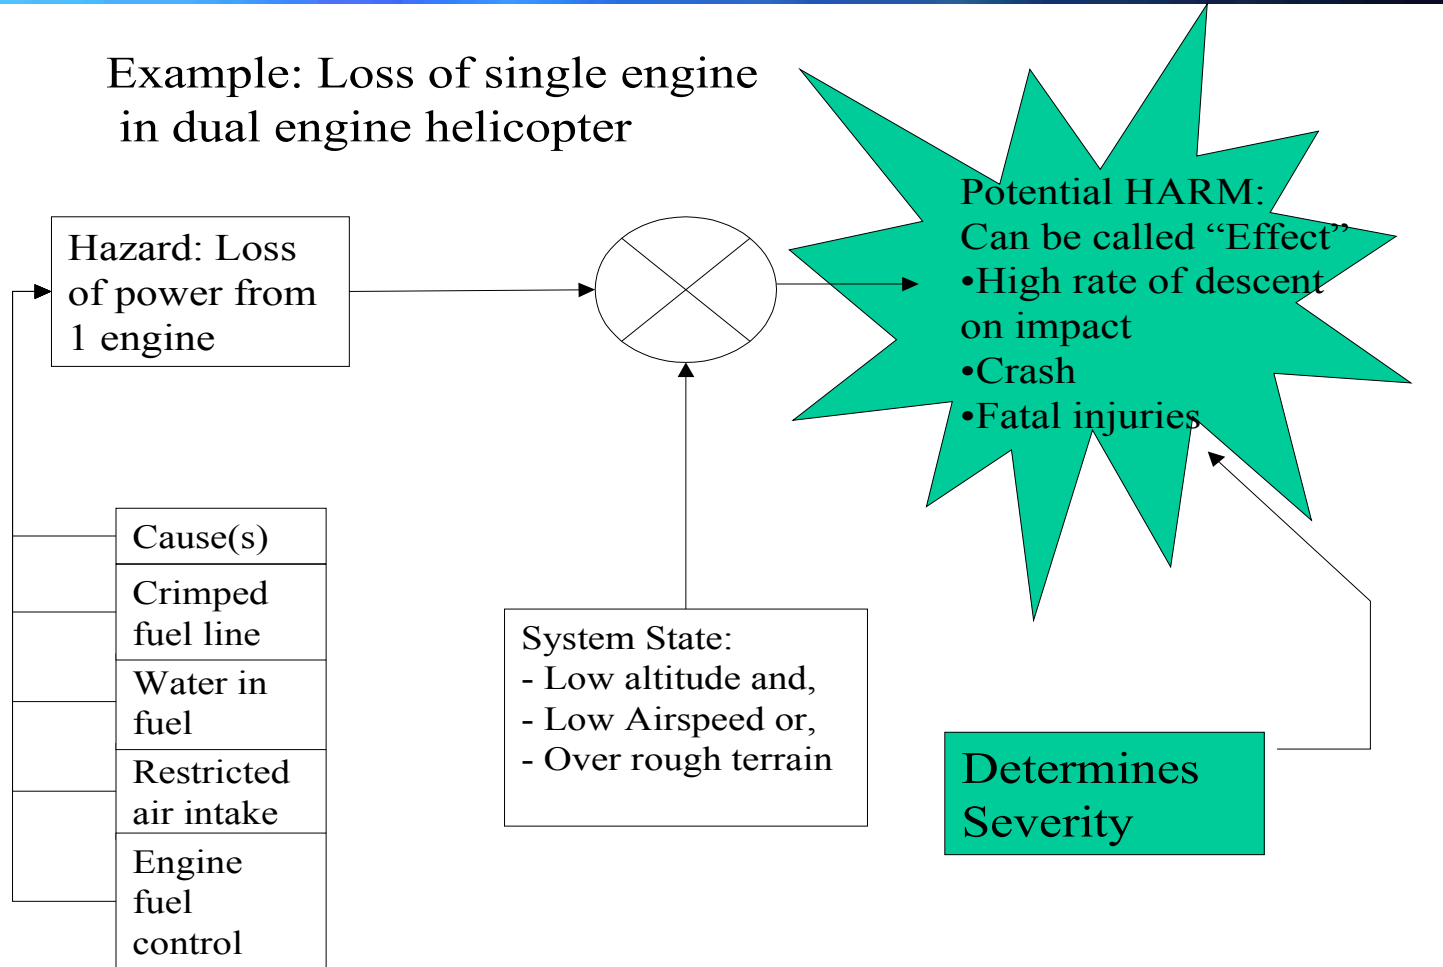 Example: Loss of single engine
in dual engine helicopter
Hazard: Loss
of power from
1 engine
Potential HARM:
Can be called “Effect”
•High rate of descent
on impact
•Crash
•Fatal injuries
Cause(s)
Crimped
fuel line
Water in
fuel
Restricted
air intake
Engine
fuel
control
System State:
- Low altitude and,
- Low Airspeed or,
- Over rough terrain
Determines
Severity